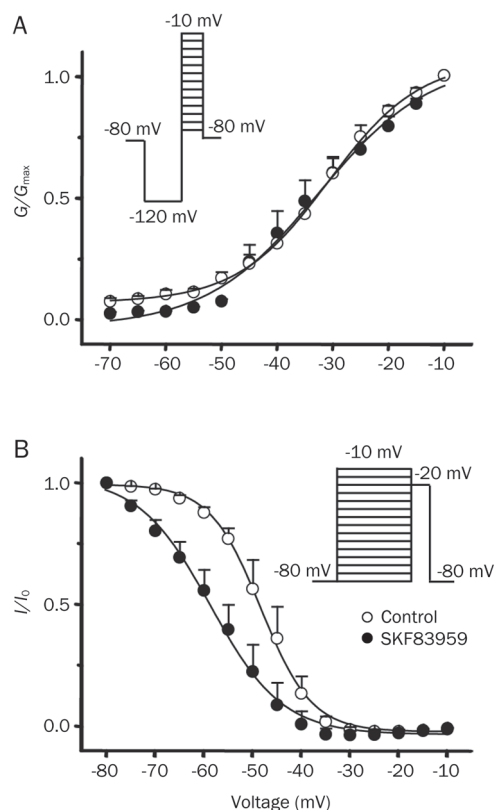 A
-10 mV
-80 mV
-80 mV
-120 mV
G/Gmax
1.0
0.5
0.0
-70 -60 -50 -40 -30 -20 -10
B
-10 mV
-20 mV
-80 mV
-80 mV
Control
SKF83959
I/I0
1.0
0.5
0.0
-80 -70 -60 -50 -40 -30 -20 -10
Voltage (mV)